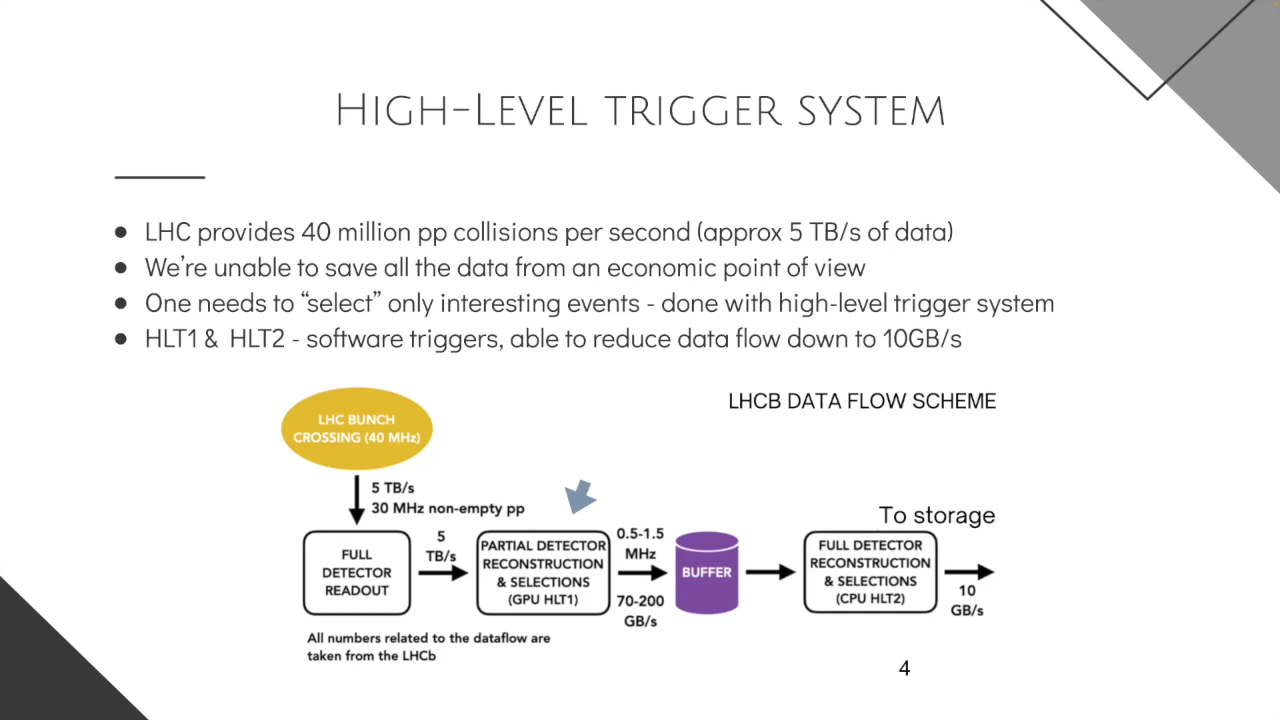 HIGH-LEVEL TRIGGER SYSTEM
● LHC provides 40 million pp collisions per second (approx 5 TB/s of data)
● We’re unable to save all the data from an economic point of view
● One needs to “select” only interesting events - done with high-level trigger system
● HLT1 & HLT2 - software triggers, able to reduce data flow down to 10GB/s
LHCB DATA FLOW SCHEME
LHC BUNCH
CROSSING (40 MHz)
5 TB/s
30 MHz non-empty pp
FULL
DETECTOR
READOUT
5
TB/s
PARTIAL DETECTOR
RECONSTRUCTION
& SELECTIONS
(GPU HLT1)
0.5-1.5
MHz
70-200
GB/s
BUFFER
FULL DETECTOR
RECONSTRUCTION
& SELECTIONS
(CPU HLT2)
To storage
10
GB/s
All numbers related to the dataflow are
taken from the LHCb
4